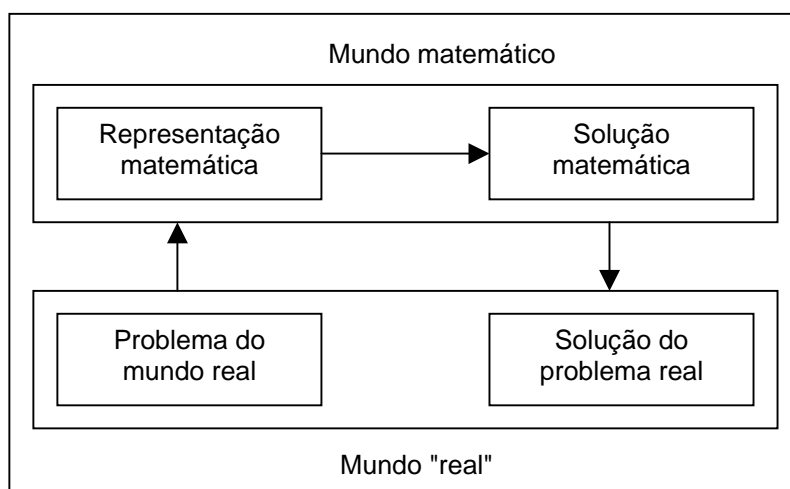 Mundo matemático
Representação
matemática
Solução
matemática
Problema do
mundo real
Solução do
problema real
Mundo "real"